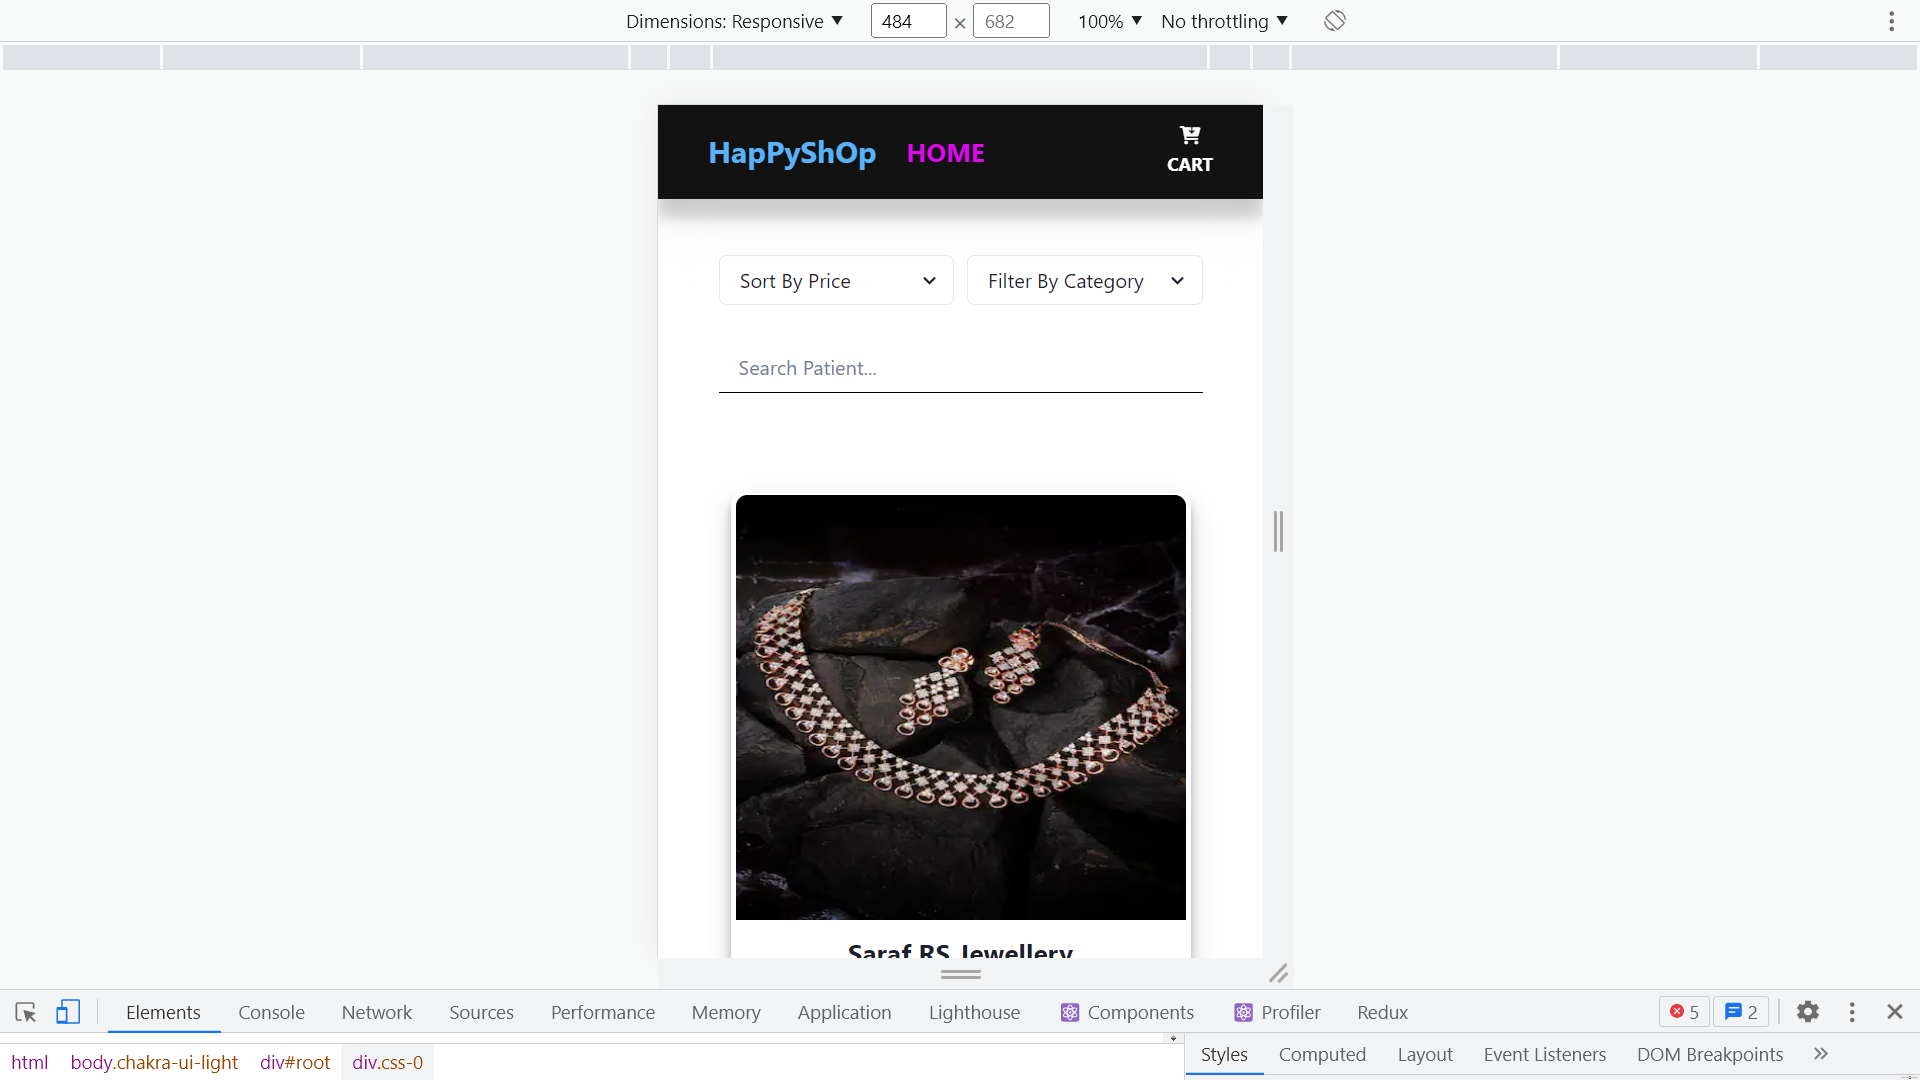 Dimensions: Responsive ▼ 484 × 682 100% ▼ No throttling ▼
HapPyShOp HOME CART
Sort By Price Filter By Category
Search Patient...
Saraf RS Jewellery
Elements Console Network Sources Performance Memory Application Lighthouse Components Profiler Redux 5 2
html body.chakra-ui-light div#root div.css-0
Styles Computed Layout Event Listeners DOM Breakpoints »